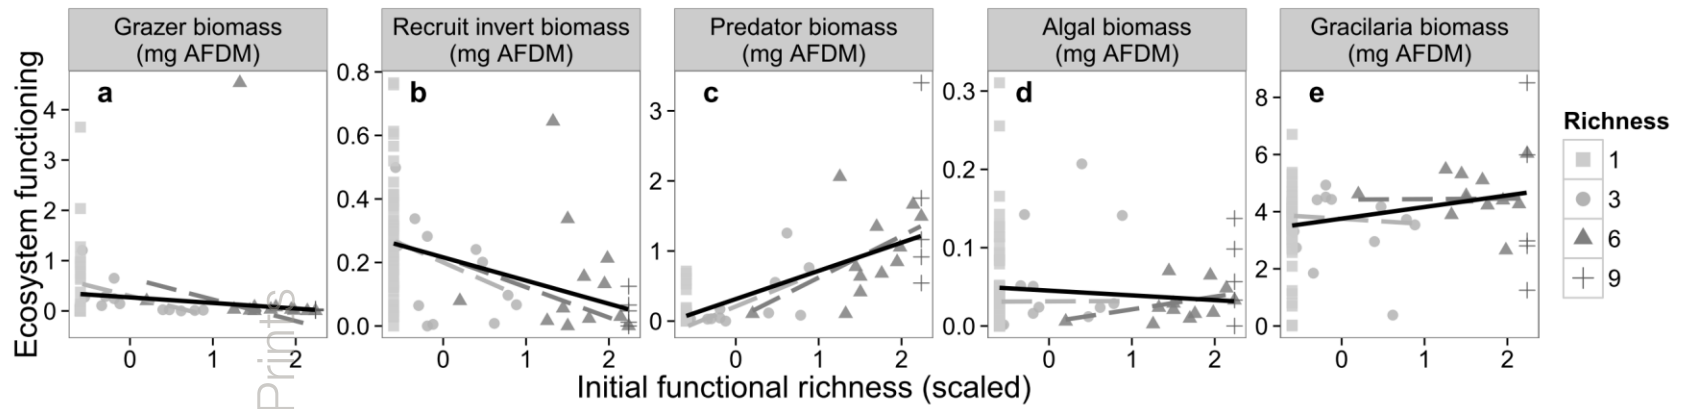 Grazer biomass
(mg AFDM)
Recruit invert biomass
(mg AFDM)
Predator biomass
(mg AFDM)
Algal biomass
(mg AFDM)
Gracilaria biomass
(mg AFDM)
Ecosystem functioning
a
4
3
2
1
0
0
1
2
b
0.8
0.6
0.4
0.2
0.0
0
1
2
c
3
2
1
0
0
1
2
d
0.3
0.2
0.1
0.0
0
1
2
e
8
6
4
2
0
0
1
2
Richness
1
3
6
9
Initial functional richness (scaled)
Prints